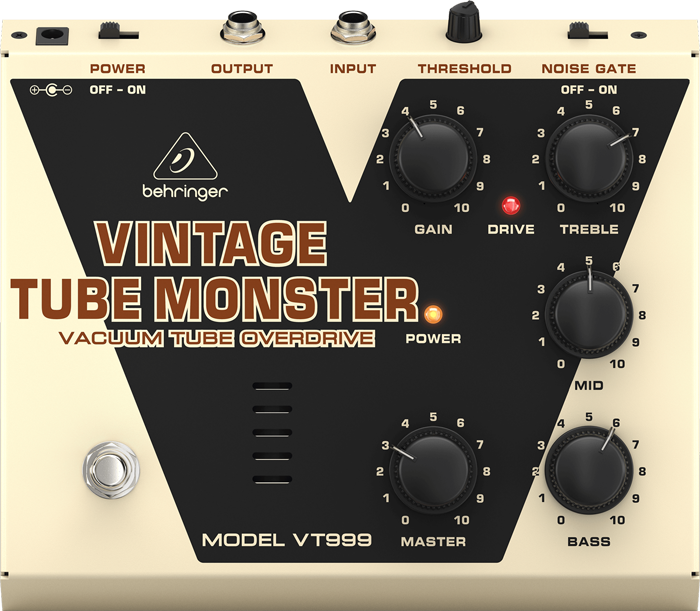 POWER
OFF - ON
OUTPUT
INPUT
THRESHOLD
NOISE GATE
OFF - ON
behringer
VINTAGE
TUBE MONSTER
VACUUM TUBE OVERDRIVE
0 1 2 3 4 5 6 7 8 9 10
GAIN
DRIVE
0 1 2 3 4 5 6 7 8 9 10
TREBLE
POWER
0 1 2 3 4 5 6 7 8 9 10
MID
0 1 2 3 4 5 6 7 8 9 10
MASTER
0 1 2 3 4 5 6 7 8 9 10
BASS
MODEL VT999